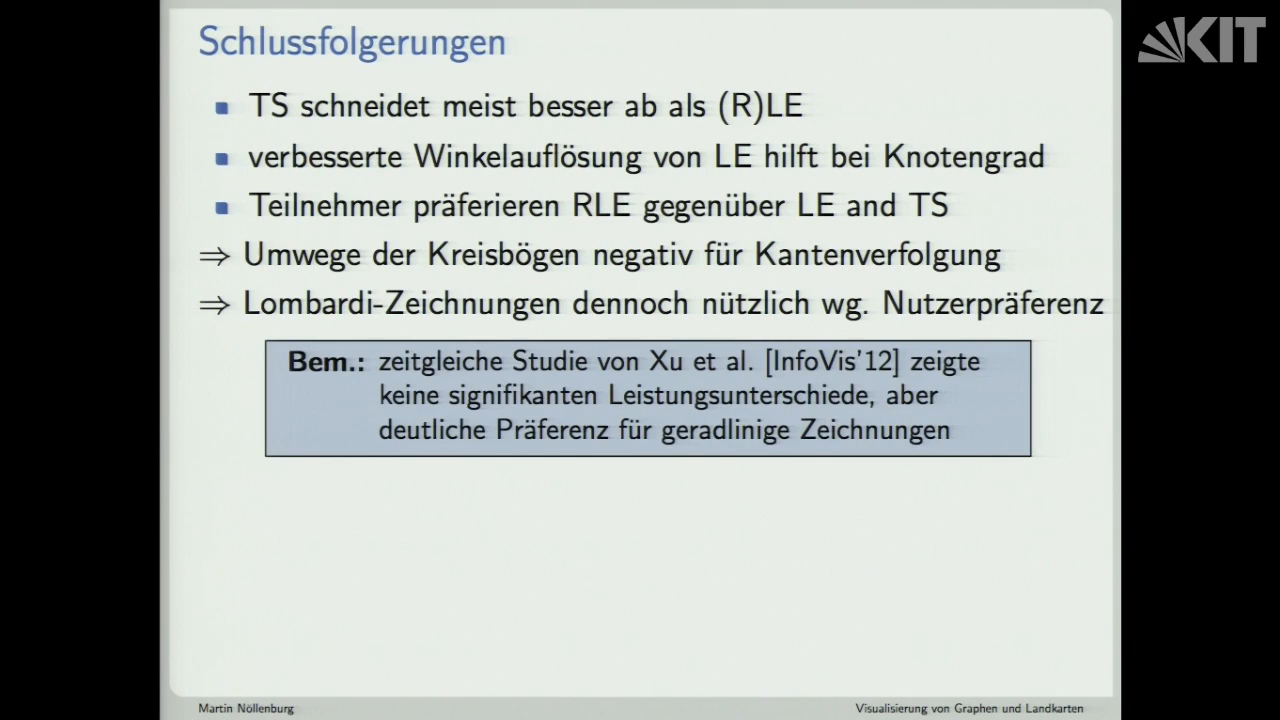 Schlussfolgerungen
KIT
TS schneidet meist besser ab als (R)LE
verbesserte Winkelauflösung von LE hilft bei Knotengrad
Teilnehmer präferieren RLE gegenüber LE and TS
⇒ Umwege der Kreisbögen negativ für Kantenverfolgung
⇒ Lombardi-Zeichnungen dennoch nützlich wg. Nutzerpräferenz
Bem.: zeitgleiche Studie von Xu et al. [InfoVis'12] zeigte
keine signifikanten Leistungsunterschiede, aber
deutliche Präferenz für geradlinige Zeichnungen
Martin Nöllenburg
Visualisierung von Graphen und Landkarten